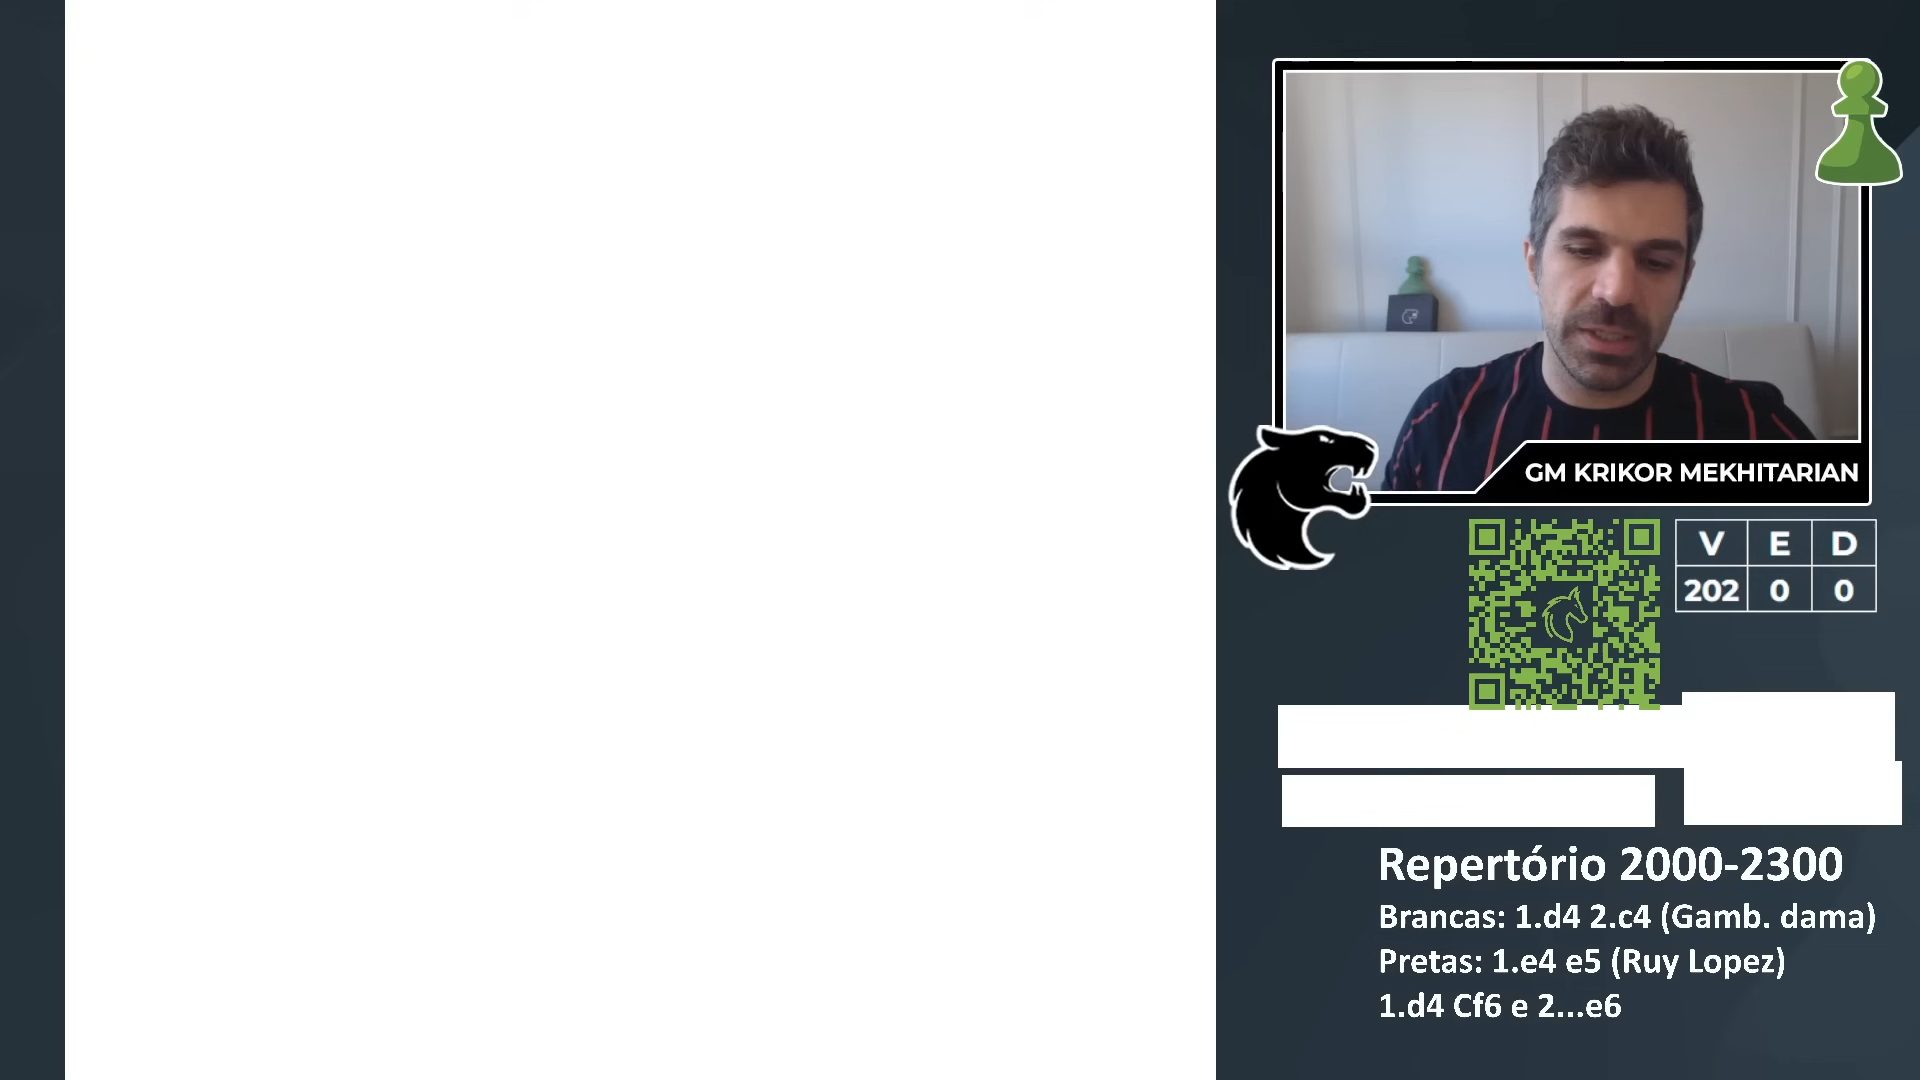 GM KRIKOR MEKHITARIAN
V E D
202 0 0
Repertório 2000-2300
Brancas: 1.d4 2.c4 (Gamb. dama)
Pretas: 1.e4 e5 (Ruy Lopez)
1.d4 Cf6 e 2...e6